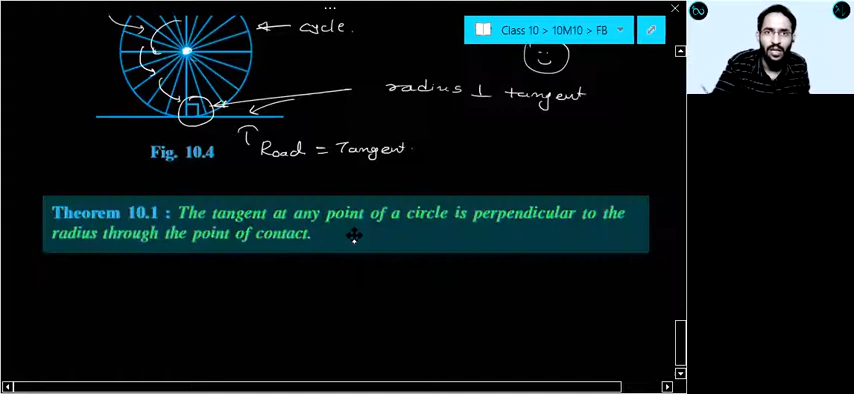 cycle.
Class 10 > 10M10 > FB
radius ⊥ tangent
Road = Tangent.
Fig. 10.4
Theorem 10.1 : The tangent at any point of a circle is perpendicular to the
radius through the point of contact.